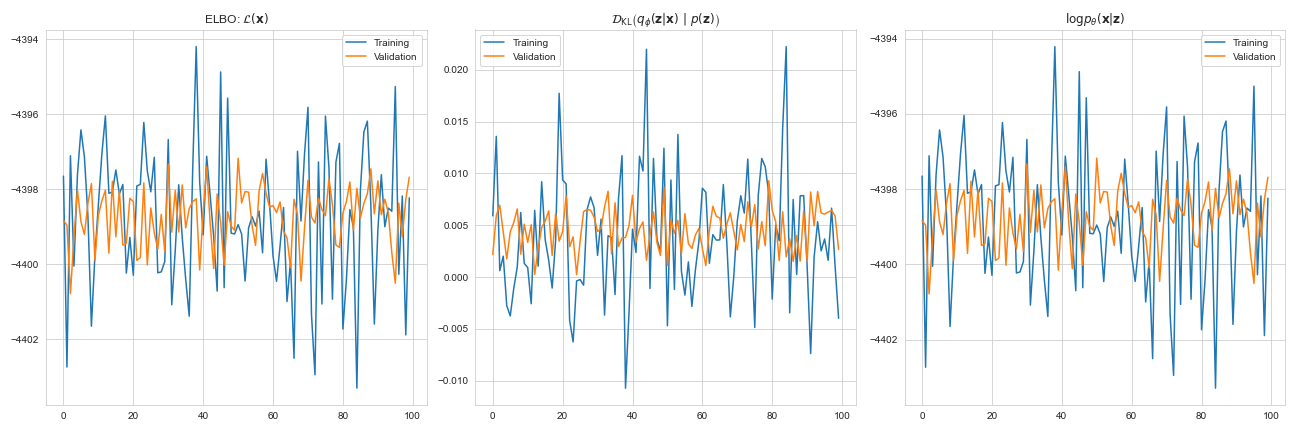 ELBO: ℒ(x)
Training
Validation
−4394
−4396
−4398
−4400
−4402
0 20 40 60 80 100
𝒟KL(qϕ(z|x) | p(z))
Training
Validation
0.020
0.015
0.010
0.005
0.000
−0.005
−0.010
0 20 40 60 80 100
logpθ(x|z)
Training
Validation
−4394
−4396
−4398
−4400
−4402
0 20 40 60 80 100